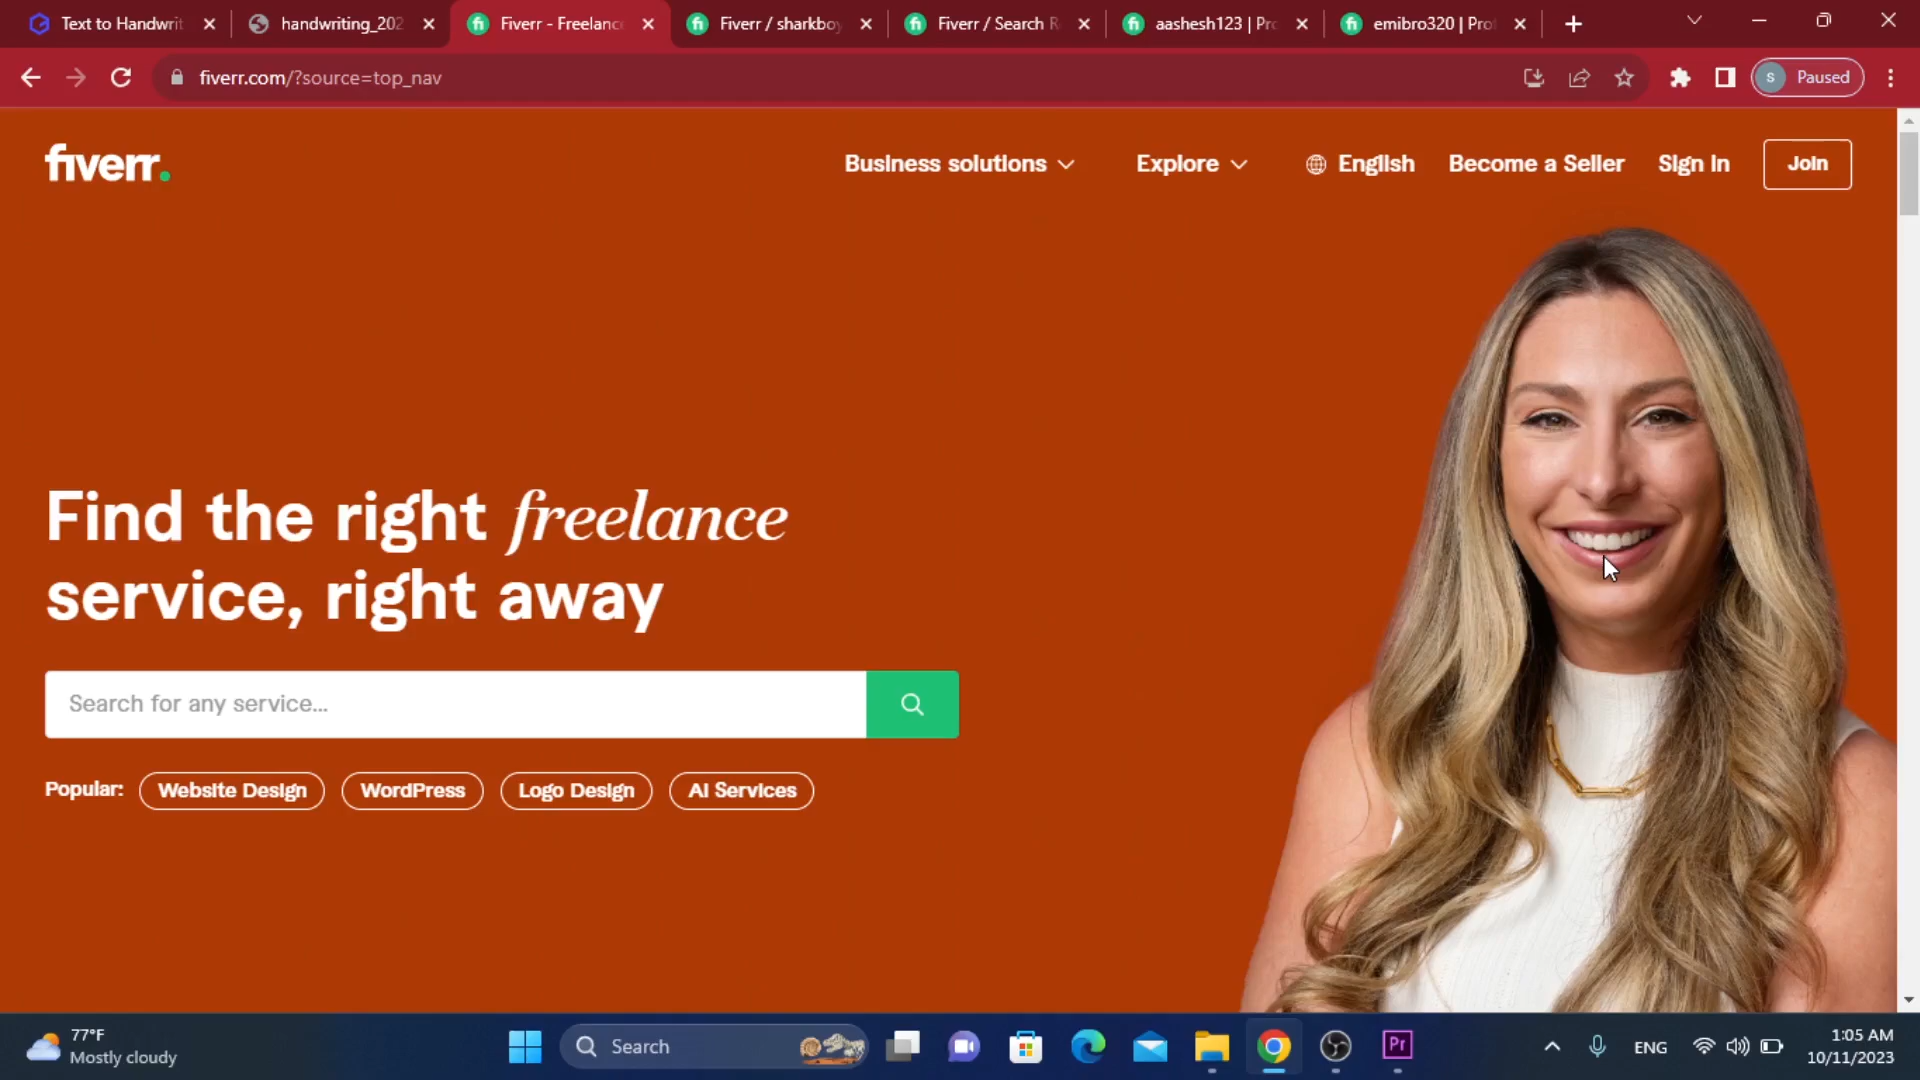 Text to Handwrit
handwriting_202
Fiverr - Freelance
Fiverr / sharkboy
Fiverr / Search R
aashesh123 | Pro
emibro320 | Prof
fiverr.com/?source=top_nav
S Paused
fiverr.
Business solutions
Explore
English
Become a Seller
Sign in
Join
Find the right freelance
service, right away
Search for any service...
Popular:
Website Design
WordPress
Logo Design
AI Services
77°F
Mostly cloudy
Search
Pr
ENG
1:05 AM
10/11/2023